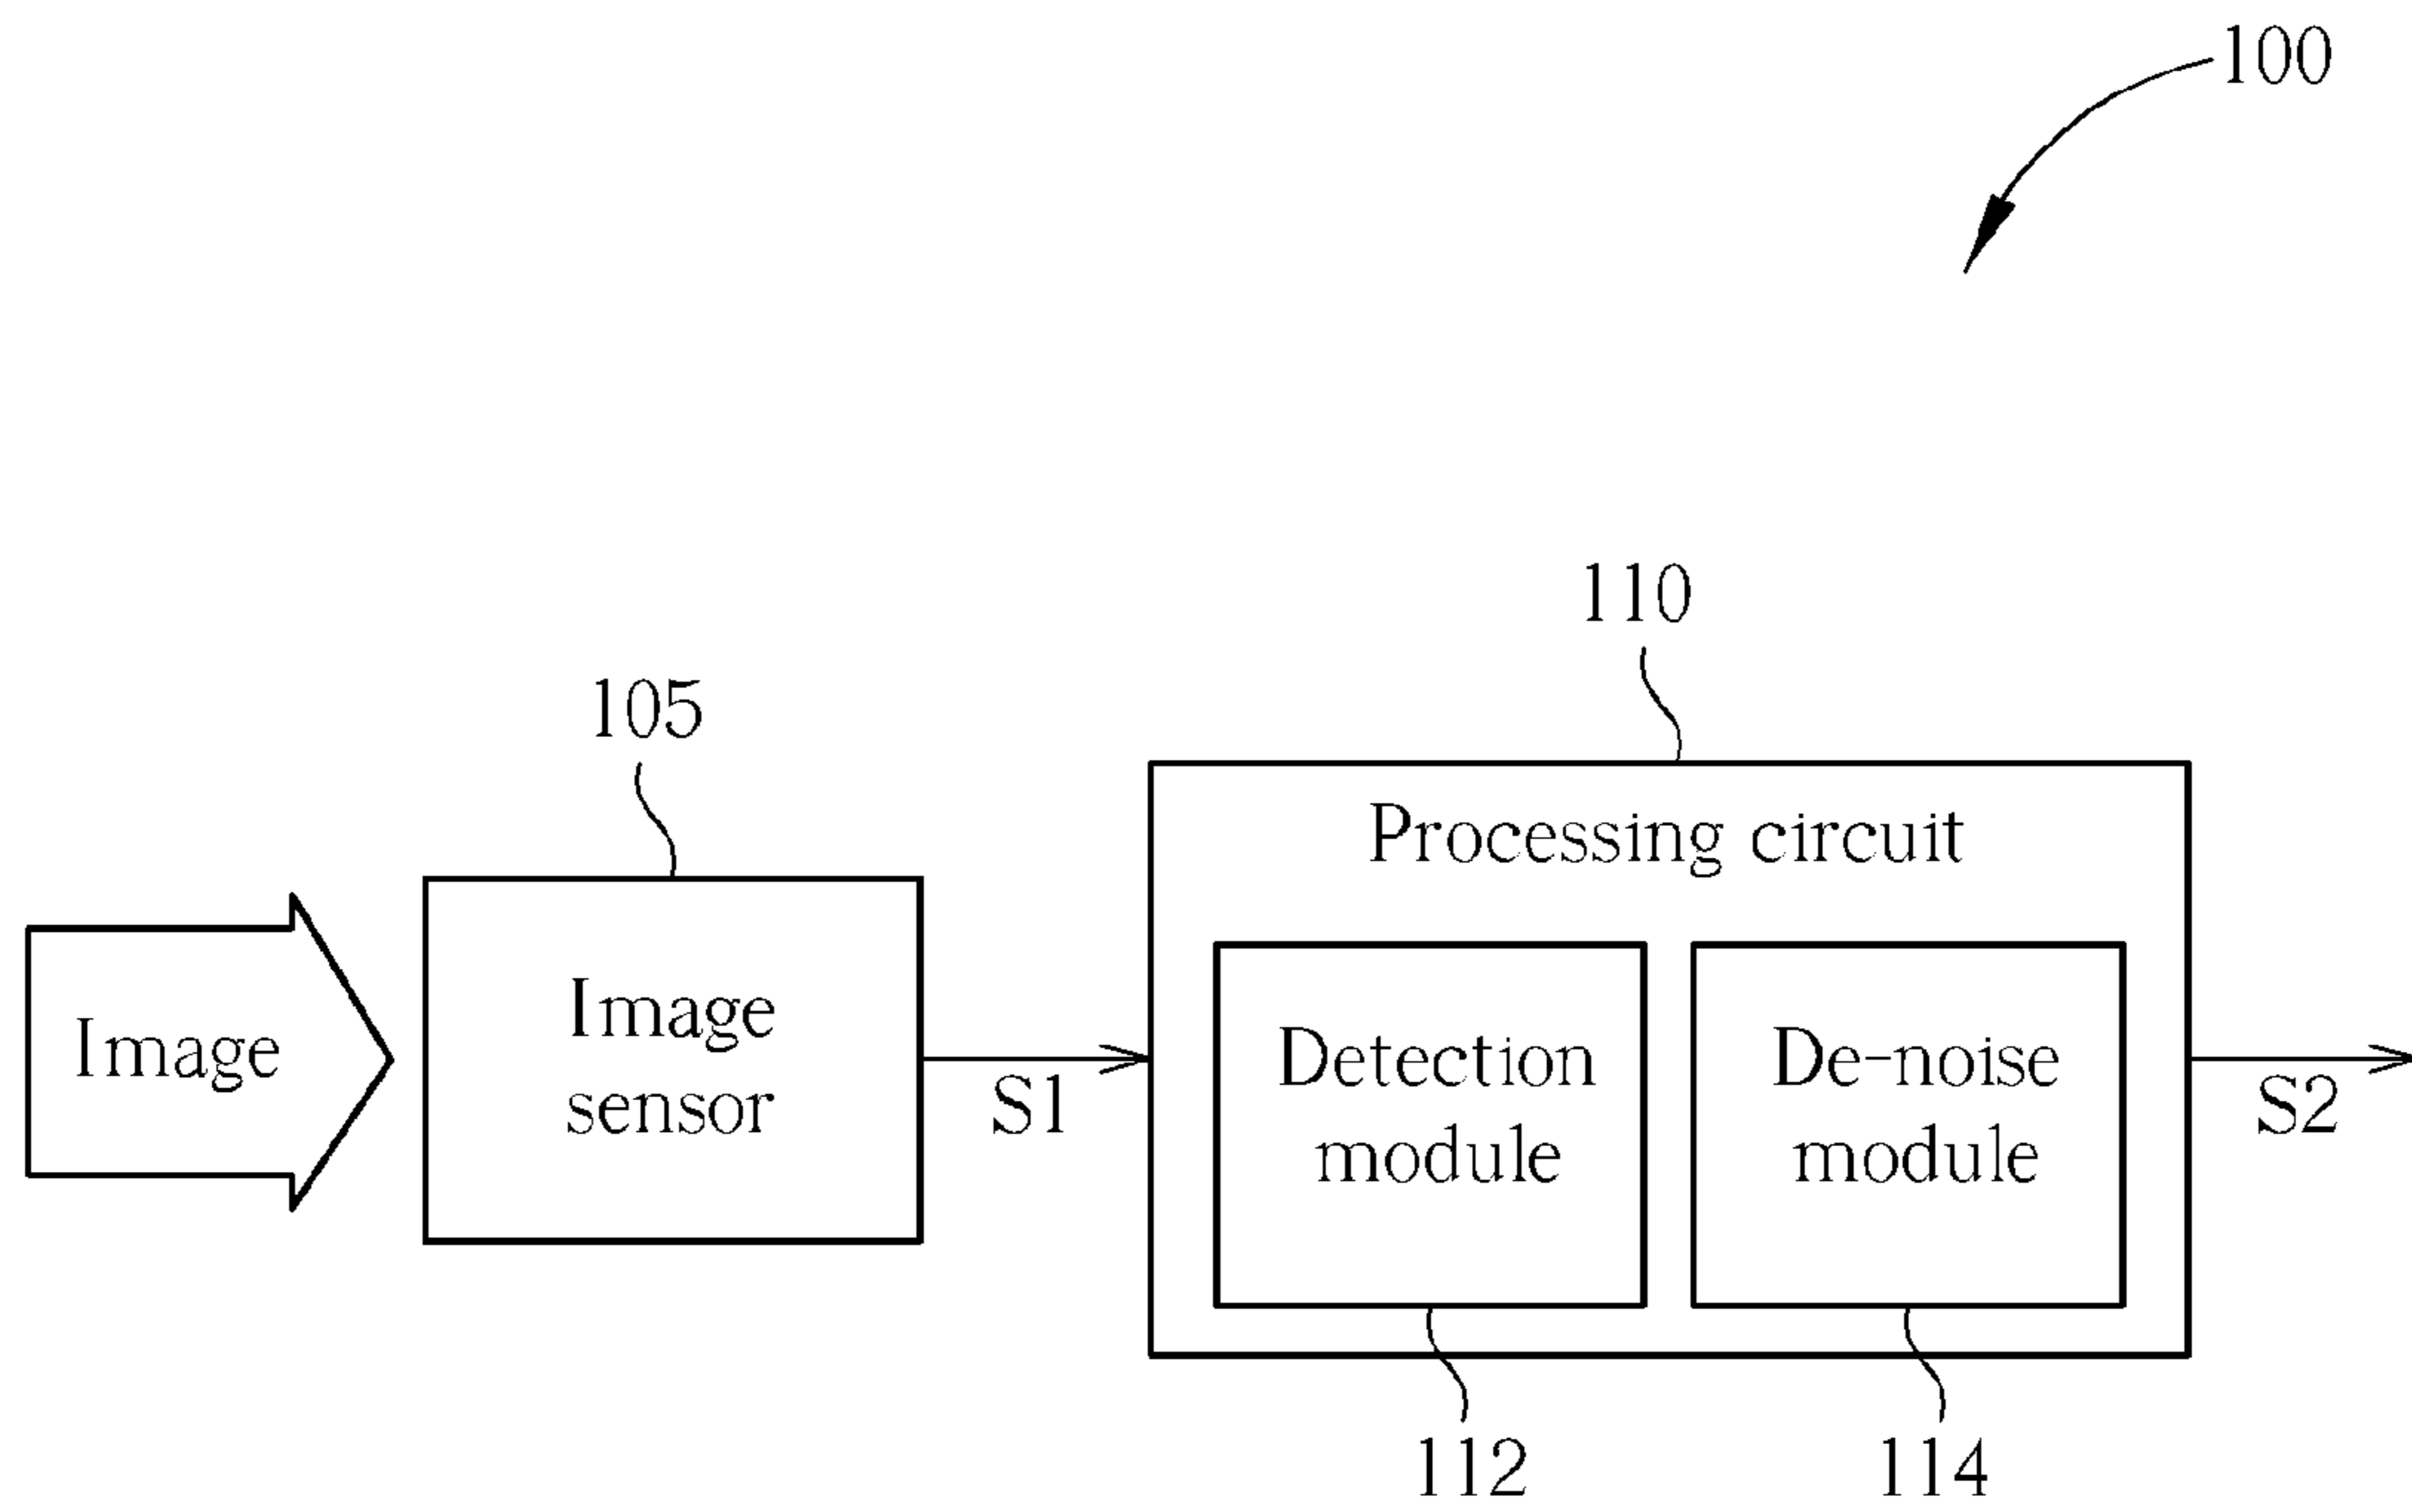 100
110
105
Processing circuit
Image
Image
sensor
S1
Detection
module
De-noise
module
S2
112
114